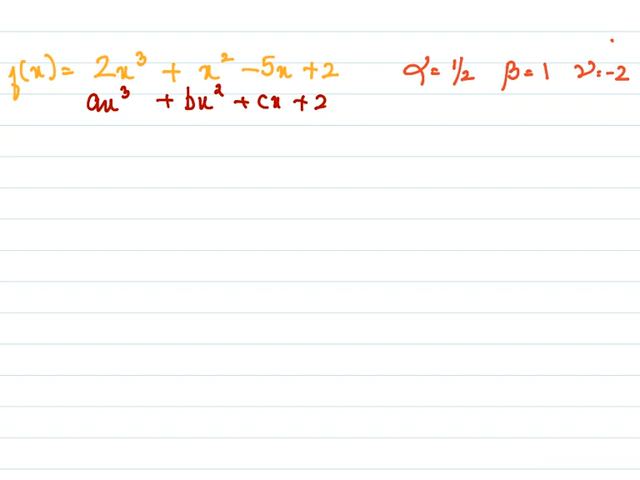 f(x) = 2x³ + x² - 5x + 2 α = 1/2 β = 1 γ = -2
ax³ + bx² + cx + 2